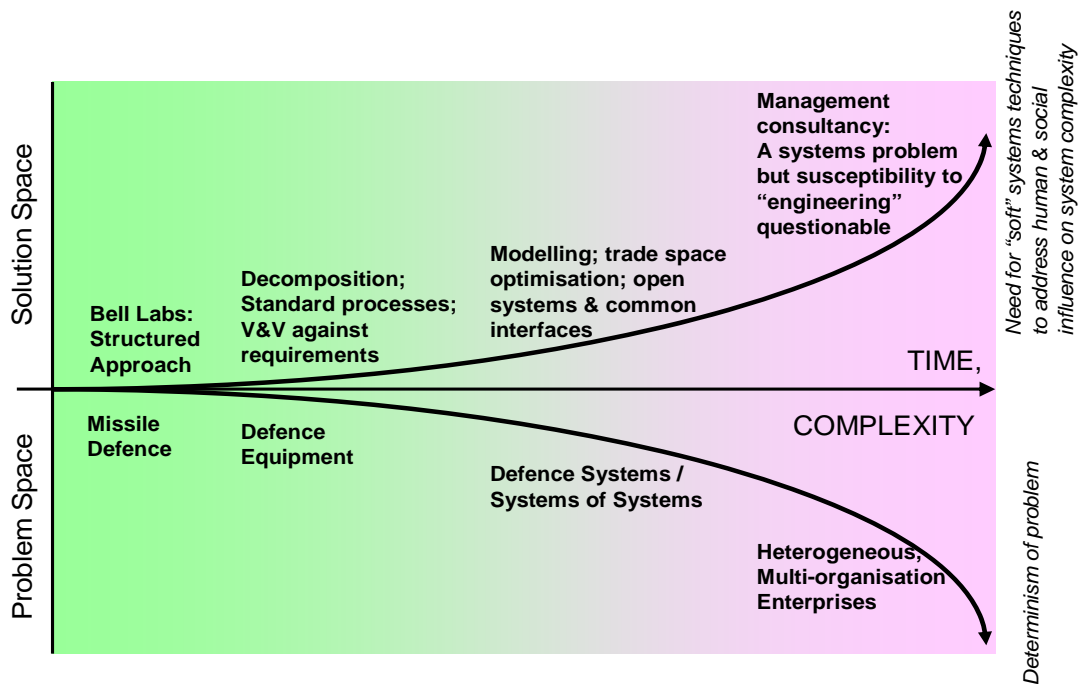 Solution Space
Management
consultancy:
A systems problem
but susceptibility to
“engineering”
questionable
Modelling; trade space
optimisation; open
systems & common
interfaces
Decomposition;
Standard processes;
V&V against
requirements
Bell Labs:
Structured
Approach
Need for “soft” systems techniques
to address human & social
influence on system complexity
TIME,
COMPLEXITY
Problem Space
Missile
Defence
Defence
Equipment
Defence Systems /
Systems of Systems
Heterogeneous,
Multi-organisation
Enterprises
Determinism of problem